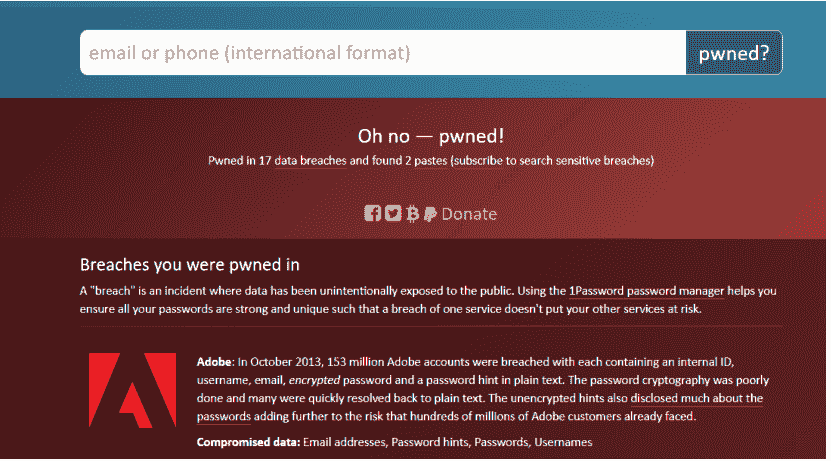 email or phone (international format)
pwned?
Oh no — pwned!
Pwned in 17 data breaches and found 2 pastes (subscribe to search sensitive breaches)
Donate
Breaches you were pwned in
A "breach" is an incident where data has been unintentionally exposed to the public. Using the 1Password password manager helps you
ensure all your passwords are strong and unique such that a breach of one service doesn't put your other services at risk.
Adobe: In October 2013, 153 million Adobe accounts were breached with each containing an internal ID,
username, email, encrypted password and a password hint in plain text. The password cryptography was poorly
done and many were quickly resolved back to plain text. The unencrypted hints also disclosed much about the
passwords adding further to the risk that hundreds of millions of Adobe customers already faced.
Compromised data: Email addresses, Password hints, Passwords, Usernames